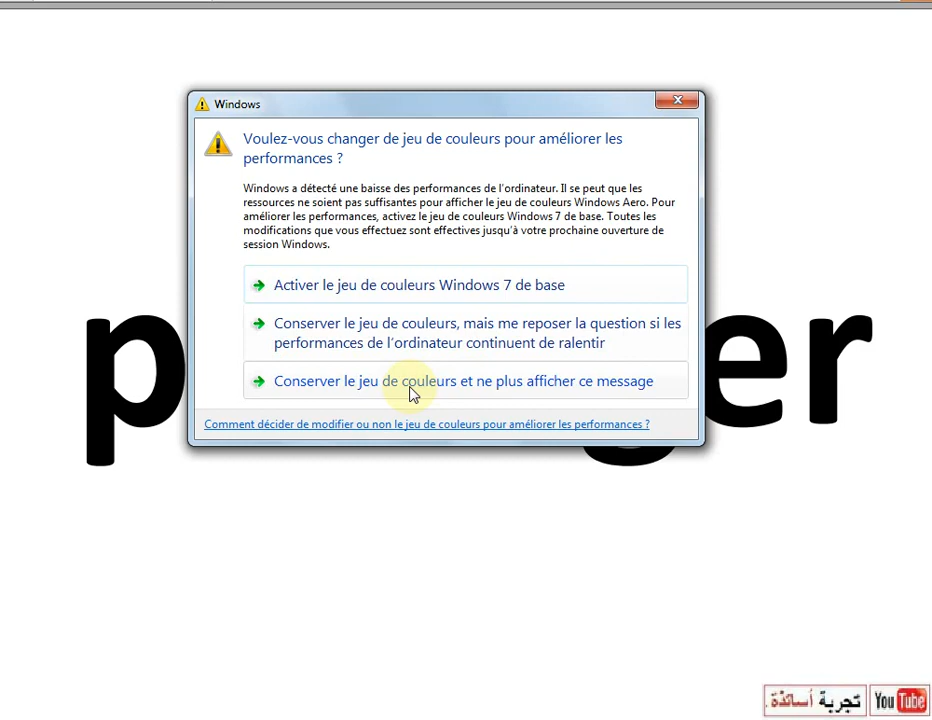 Windows
Voulez-vous changer de jeu de couleurs pour améliorer les
performances ?
Windows a détecté une baisse des performances de l'ordinateur. Il se peut que les
ressources ne soient pas suffisantes pour afficher le jeu de couleurs Windows Aero. Pour
améliorer les performances, activez le jeu de couleurs Windows 7 de base. Toutes les
modifications que vous effectuez sont effectives jusqu'à votre prochaine ouverture de
session Windows.
Activer le jeu de couleurs Windows 7 de base
Conserver le jeu de couleurs, mais me reposer la question si les
performances de l'ordinateur continuent de ralentir
Conserver le jeu de couleurs et ne plus afficher ce message
Comment décider de modifier ou non le jeu de couleurs pour améliorer les performances ?
تجربة أستاذة
YouTube